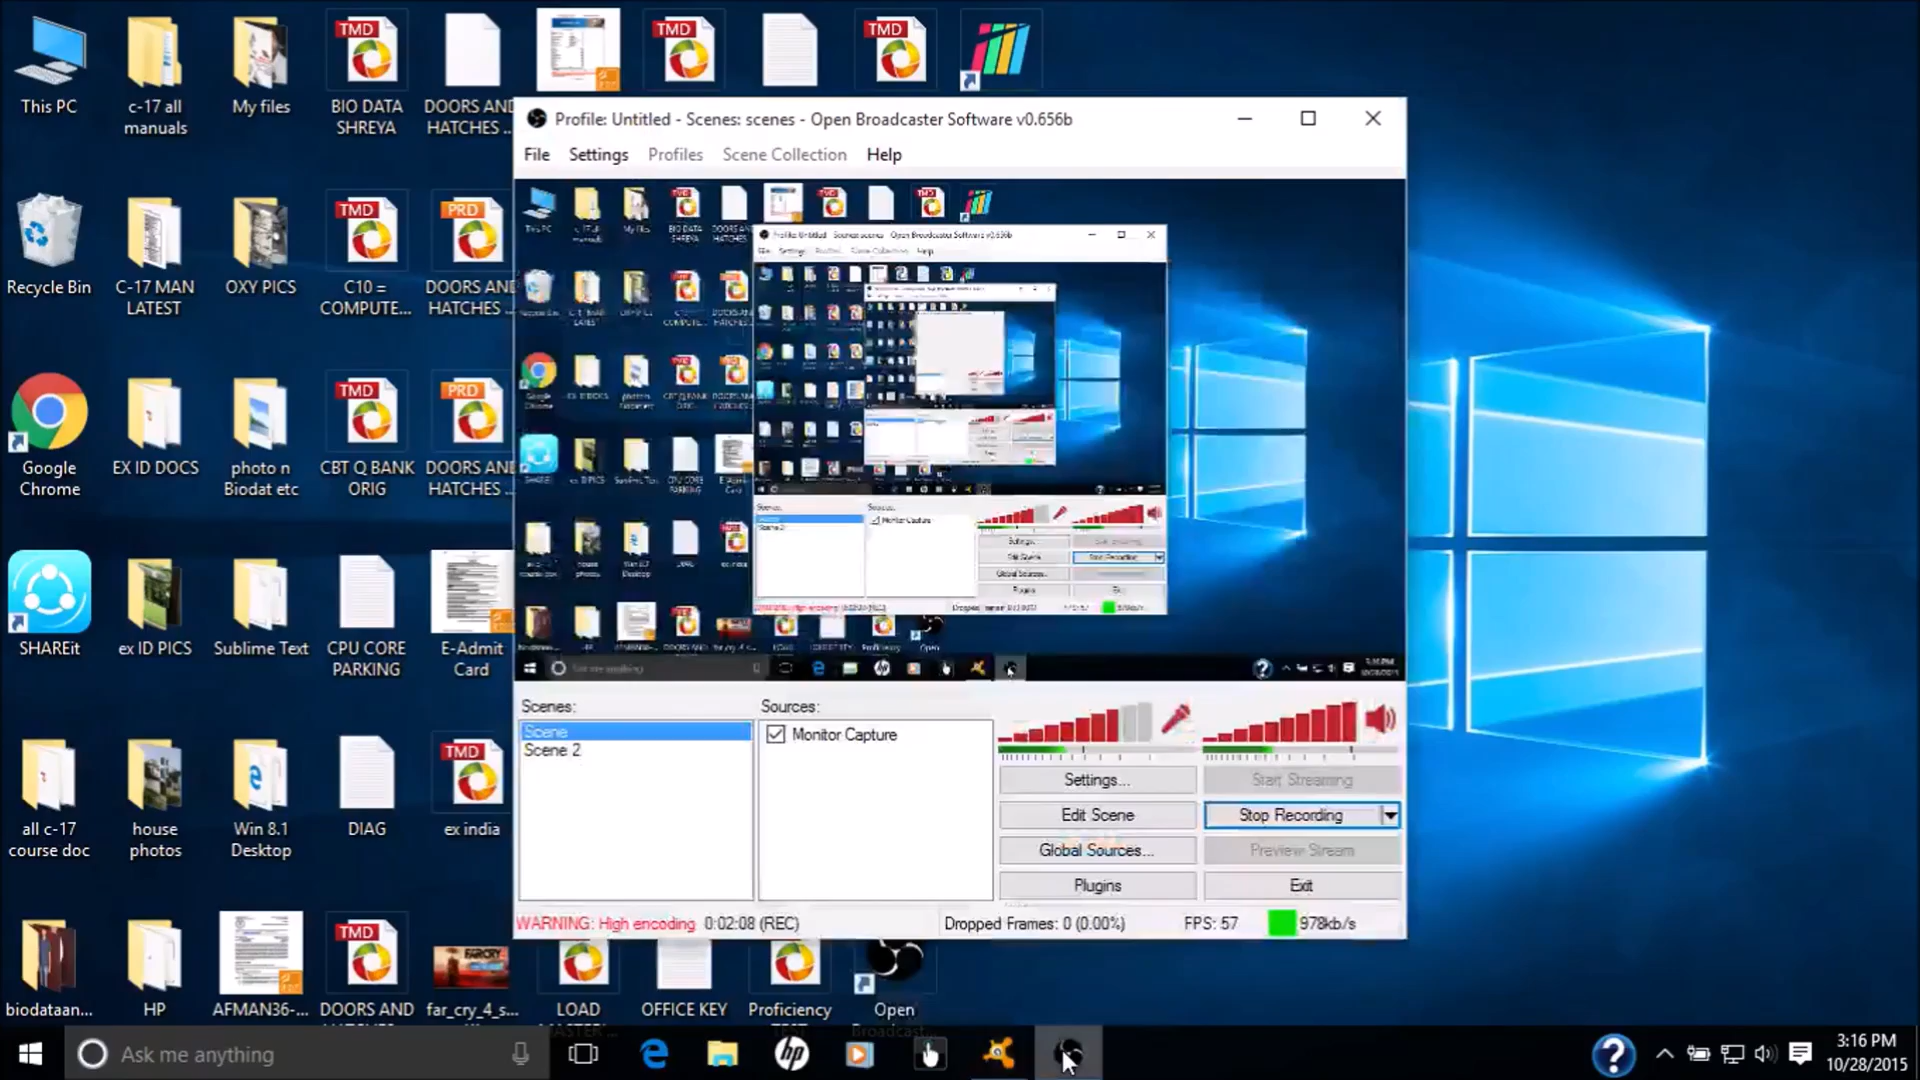 This PC
c-17 all
manuals
My files
BIO DATA
SHREYA
DOORS AND
HATCHES ...
TMD
TMD
TMD
Profile: Untitled - Scenes: scenes - Open Broadcaster Software v0.656b
File Settings Profiles Scene Collection Help
Recycle Bin
C-17 MAN
LATEST
OXY PICS
TMD
C10 =
COMPUTE...
PRD
DOORS AND
HATCHES ...
Google
Chrome
EX ID DOCS
photo n
Biodat etc
TMD
CBT Q BANK
ORIG
PRD
DOORS AND
HATCHES ...
SHAREit
ex ID PICS
Sublime Text
CPU CORE
PARKING
E-Admit
Card
all c-17
course doc
house
photos
Win 8.1
Desktop
DIAG
TMD
ex india
Scenes:
Scene
Scene 2
Sources:
Monitor Capture
Settings...
Start Streaming
Edit Scene
Stop Recording
Global Sources...
Preview Stream
Plugins
Exit
WARNING: High encoding 0:02:08 (REC)
Dropped Frames: 0 (0.00%)
FPS: 57
978kb/s
biodataan...
HP
AFMAN36-...
TMD
DOORS AND
FARCRY 4
far_cry_4_s...
LOAD
OFFICE KEY
Proficiency
TEST
Open
Broadcast...
Ask me anything
hp
3:16 PM
10/28/2015